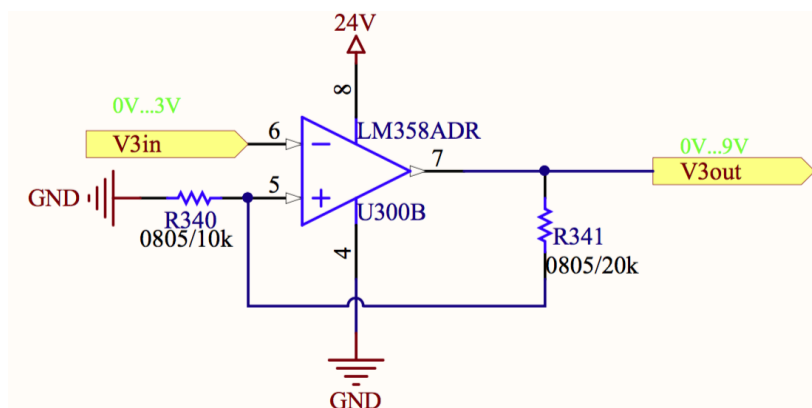 24V
8
0V...3V
LM358ADR
6
V3in
−
7
0V...9V
V3out
GND
5
+
R340
U300B
0805/10k
4
R341
0805/20k
GND